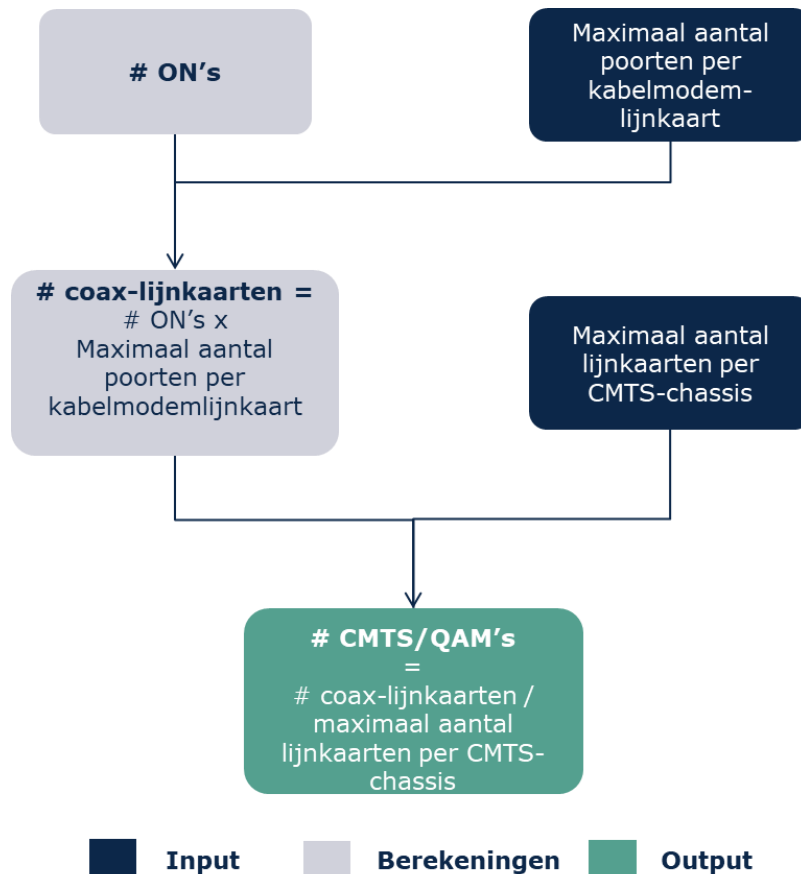 # ON’s
Maximaal aantal
poorten per
kabelmodem-
lijnkaart
# coax-lijnkaarten =
# ON’s x
Maximaal aantal
poorten per
kabelmodemlijnkaart
Maximaal aantal
lijnkaarten per
CMTS-chassis
# CMTS/QAM’s
=
# coax-lijnkaarten /
maximaal aantal
lijnkaarten per CMTS-
chassis
Input
Berekeningen
Output